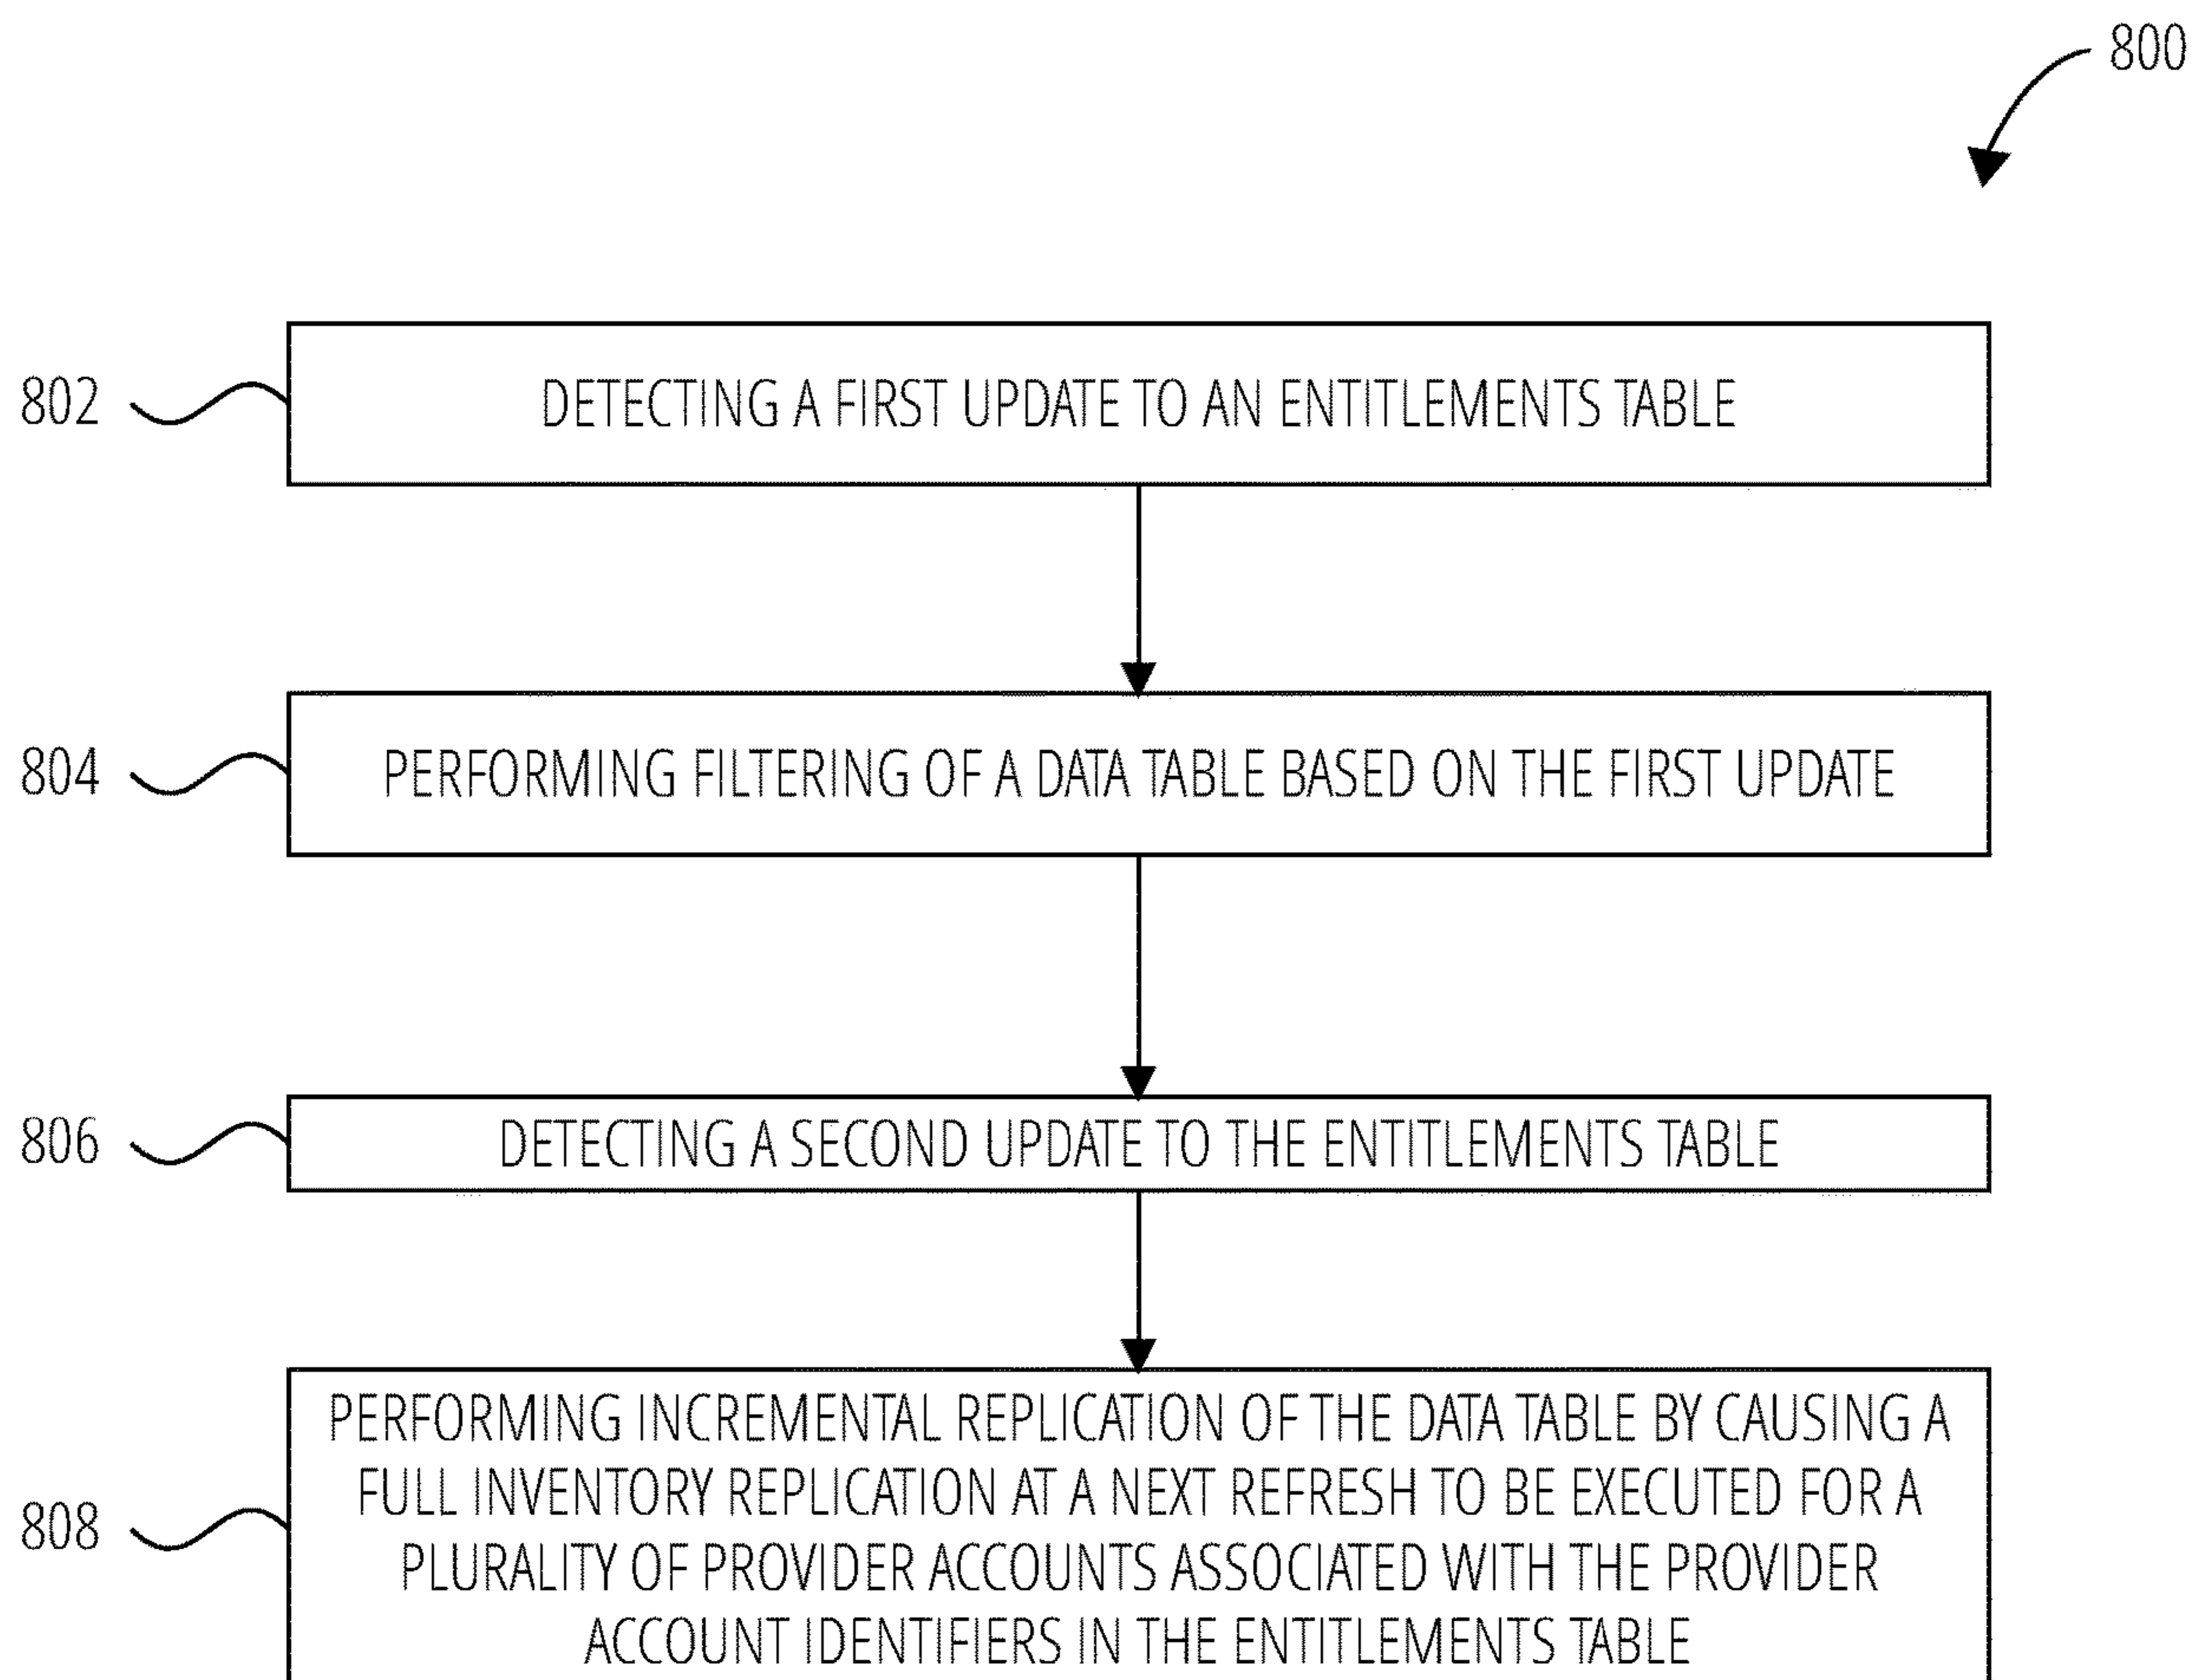 800
802
DETECTING A FIRST UPDATE TO AN ENTITLEMENTS TABLE
804
PERFORMING FILTERING OF A DATA TABLE BASED ON THE FIRST UPDATE
806
DETECTING A SECOND UPDATE TO THE ENTITLEMENTS TABLE
808
PERFORMING INCREMENTAL REPLICATION OF THE DATA TABLE BY CAUSING A
FULL INVENTORY REPLICATION AT A NEXT REFRESH TO BE EXECUTED FOR A
PLURALITY OF PROVIDER ACCOUNTS ASSOCIATED WITH THE PROVIDER
ACCOUNT IDENTIFIERS IN THE ENTITLEMENTS TABLE